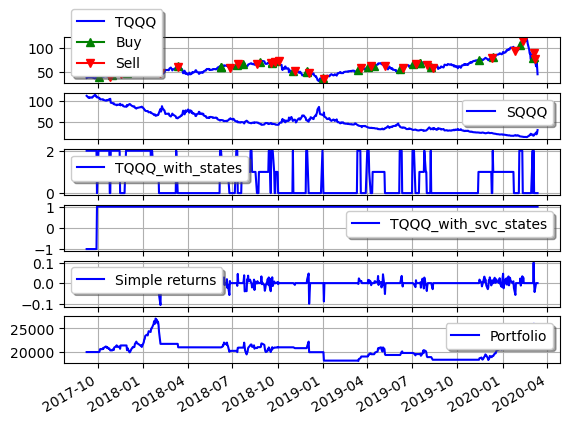 TQQQ
Buy
Sell
100
50
SQQQ
100
50
TQQQ_with_states
2
0
TQQQ_with_svc_states
1
0
−1
Simple returns
0.1
0.0
−0.1
Portfolio
25000
20000
2017-10 2018-01 2018-04 2018-07 2018-10 2019-01 2019-04 2019-07 2019-10 2020-01 2020-04